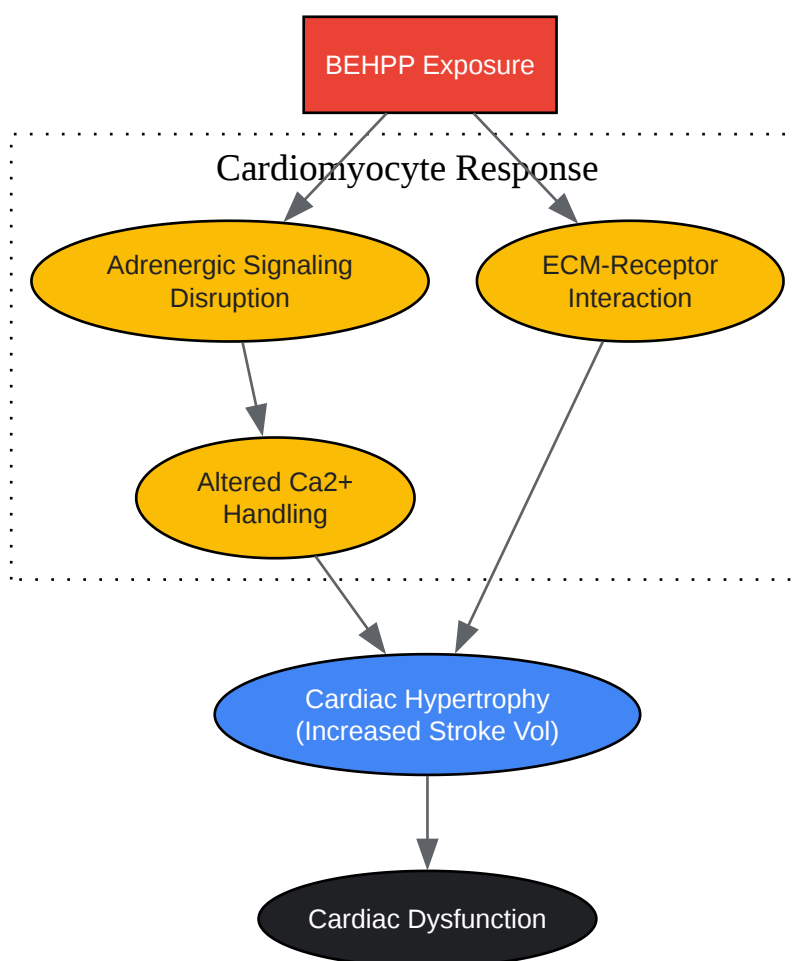 BEHPP Exposure
Cardiomyocyte Response
Adrenergic Signaling
Disruption
ECM-Receptor
Interaction
Altered Ca2+
Handling
Cardiac Hypertrophy
(Increased Stroke Vol)
Cardiac Dysfunction